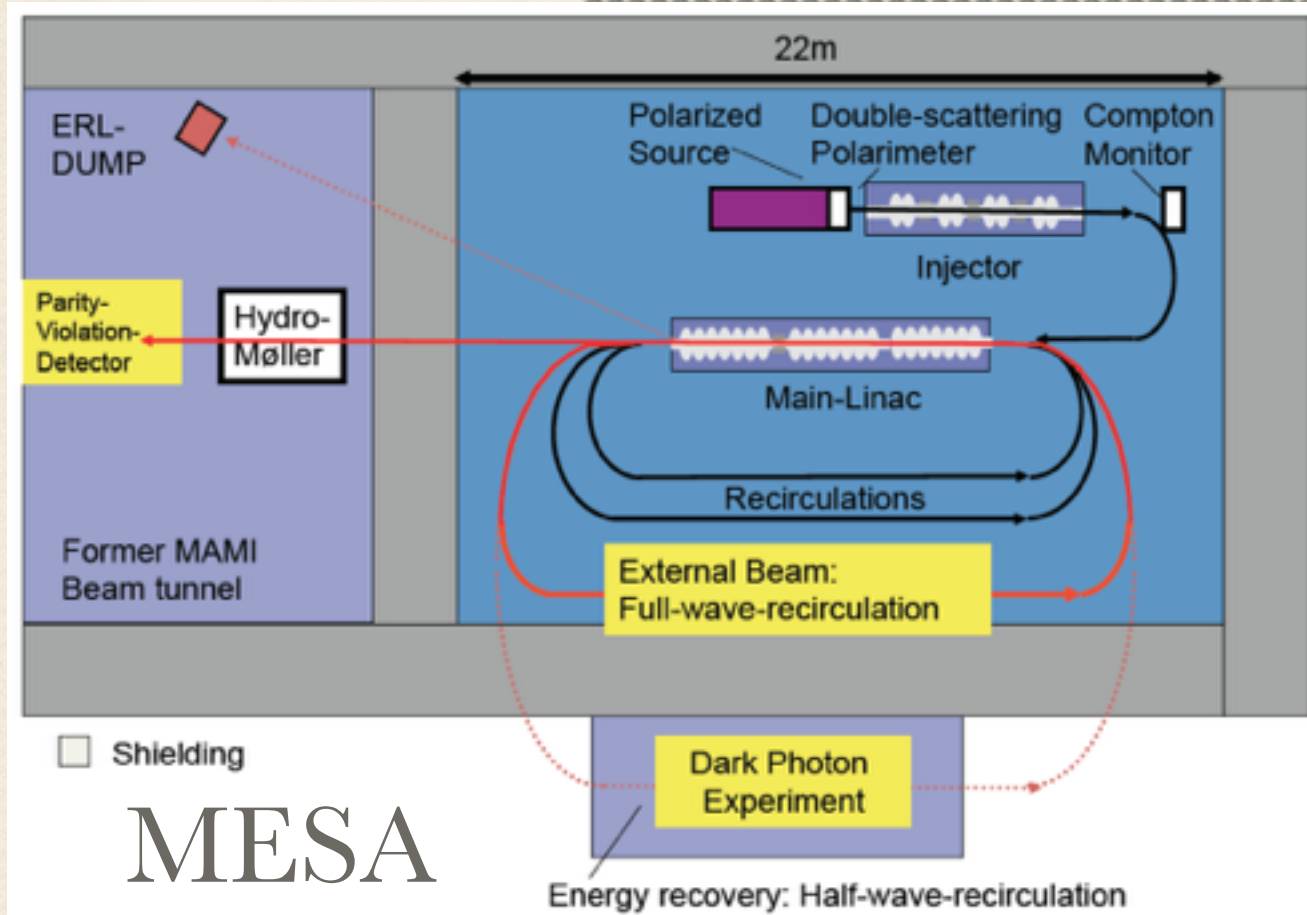 22m
ERL-
DUMP
Polarized
Source
Double-scattering
Polarimeter
Compton
Monitor
Injector
Parity-
Violation-
Detector
Hydro-
Møller
Main-Linac
Recirculations
Former MAMI
Beam tunnel
External Beam:
Full-wave-recirculation
Shielding
Dark Photon
Experiment
MESA
Energy recovery: Half-wave-recirculation